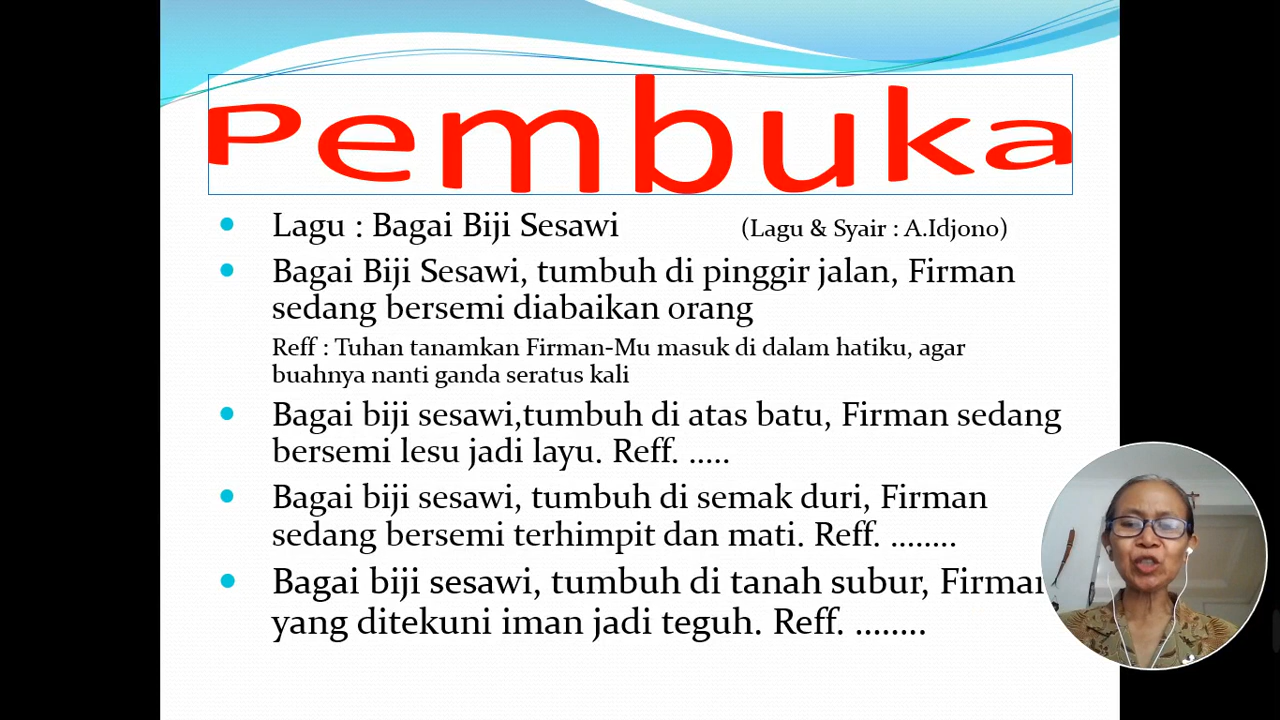 Pembuka
Lagu : Bagai Biji Sesawi (Lagu & Syair : A.Idjono)
Bagai Biji Sesawi, tumbuh di pinggir jalan, Firman
sedang bersemi diabaikan orang
Reff : Tuhan tanamkan Firman-Mu masuk di dalam hatiku, agar
buahnya nanti ganda seratus kali
Bagai biji sesawi,tumbuh di atas batu, Firman sedang
bersemi lesu jadi layu. Reff. .....
Bagai biji sesawi, tumbuh di semak duri, Firman
sedang bersemi terhimpit dan mati. Reff. ........
Bagai biji sesawi, tumbuh di tanah subur, Firman
yang ditekuni iman jadi teguh. Reff. ........